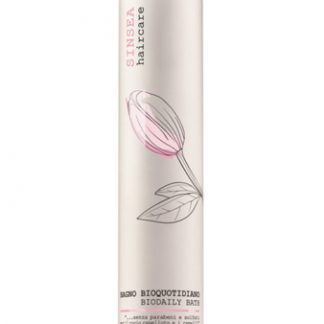 SINSEA
haircare
BAGNO BIOQUOTIDIANO
BIODAILY BATH
"...senza parabeni e solfati